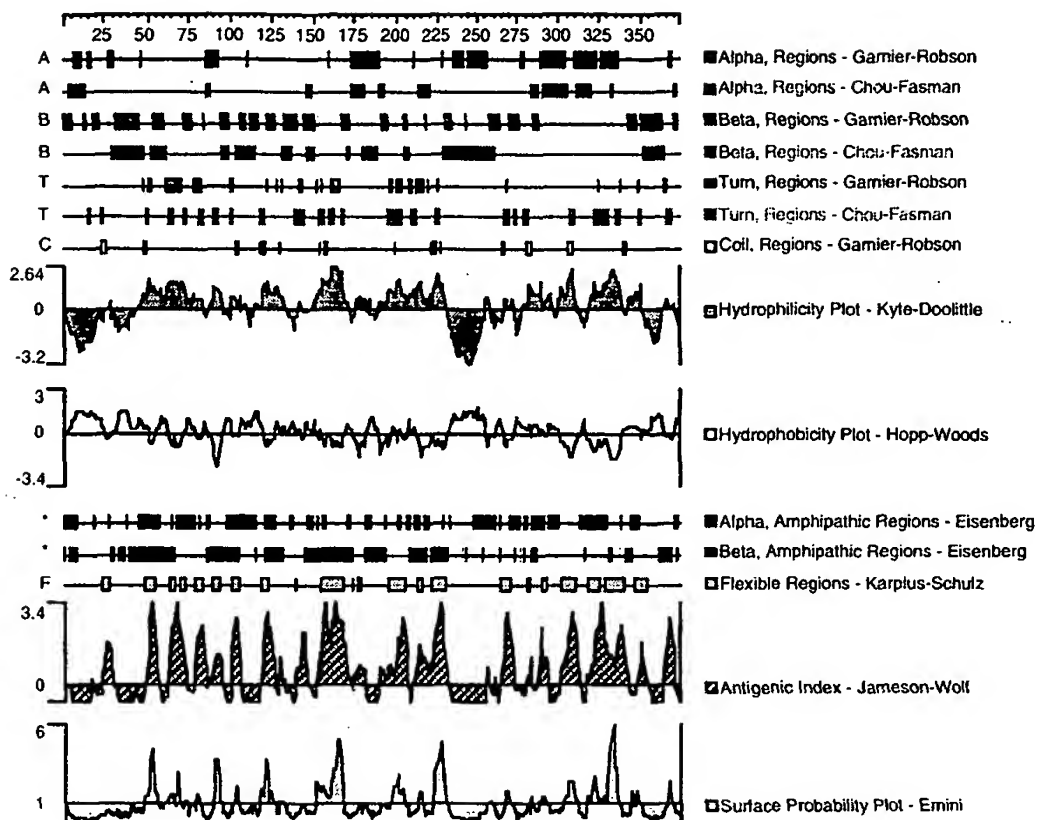 25 50 75 100 125 150 175 200 225 250 275 300 325 350
A Alpha, Regions - Garnier-Robson
A Alpha, Regions - Chou-Fasman
B Beta, Regions - Garnier-Robson
B Beta, Regions - Chou-Fasman
T Turn, Regions - Garnier-Robson
T Turn, Regions - Chou-Fasman
C Coil, Regions - Garnier-Robson
2.64
0 Hydrophilicity Plot - Kyte-Doolittle
-3.2
3
0 Hydrophobicity Plot - Hopp-Woods
-3.4
* Alpha, Amphipathic Regions - Eisenberg
* Beta, Amphipathic Regions - Eisenberg
F Flexible Regions - Karplus-Schulz
3.4
0 Antigenic Index - Jameson-Wolf
6
1 Surface Probability Plot - Emini